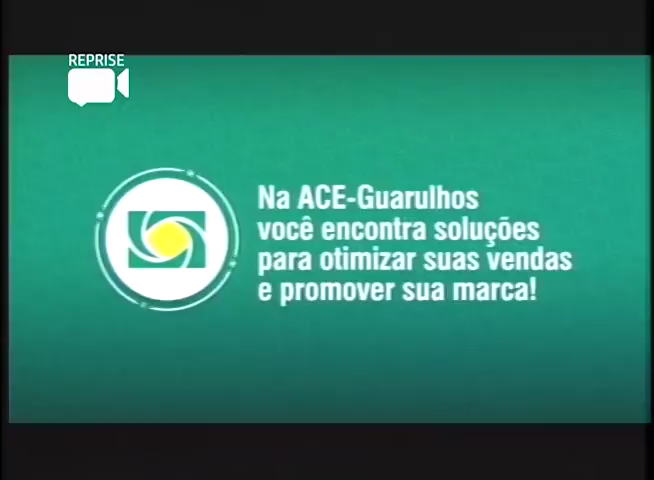 REPRISE
Na ACE-Guarulhos
você encontra soluções
para otimizar suas vendas
e promover sua marca!